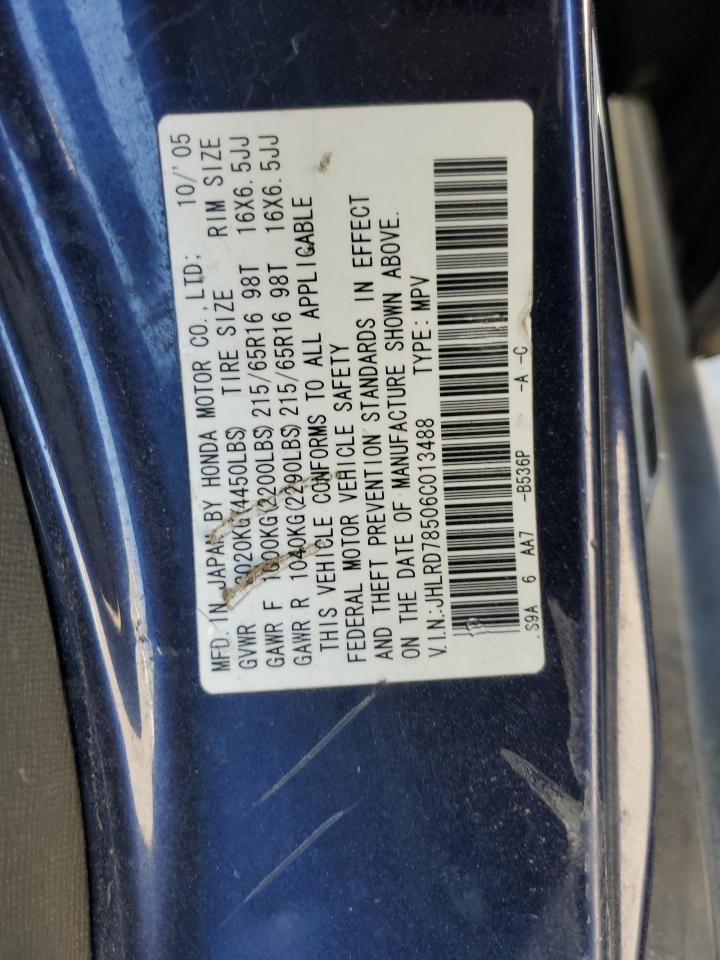 MFD. IN JAPAN BY HONDA MOTOR CO., LTD; 10/'05
GVWR 2020KG(4450LBS) TIRE SIZE RIM SIZE
GAWR F 1000KG(2200LBS) 215/65R16 98T 16X6.5JJ
GAWR R 1040KG(2290LBS) 215/65R16 98T 16X6.5JJ
THIS VEHICLE CONFORMS TO ALL APPLICABLE
FEDERAL MOTOR VEHICLE SAFETY
AND THEFT PREVENTION STANDARDS IN EFFECT
ON THE DATE OF MANUFACTURE SHOWN ABOVE.
V.I.N.:JHLRD78506C013488 TYPE: MPV
.S9A 6 AA7 -B536P -A -C